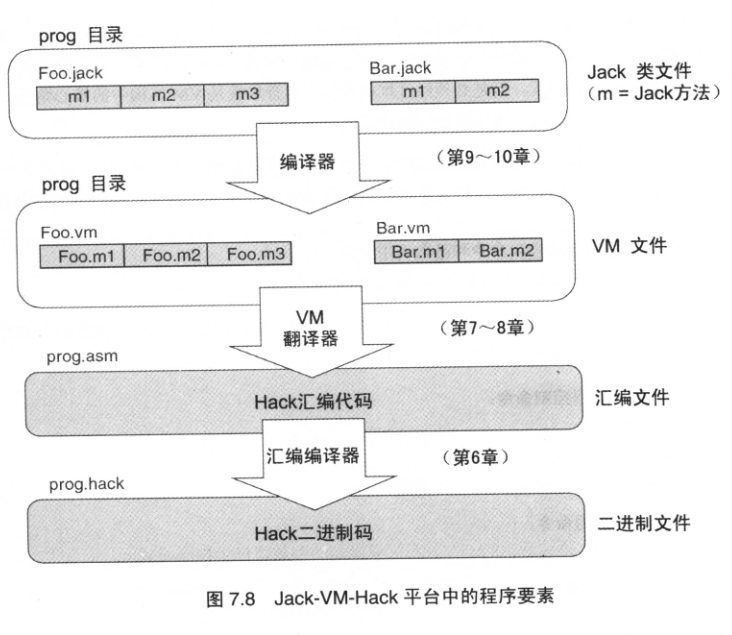 prog 目录
Foo.jack
Bar.jack
m1 m2 m3
m1 m2
Jack 类文件
（m = Jack方法）
编译器
（第9～10章）
prog 目录
Foo.vm
Bar.vm
Foo.m1 Foo.m2 Foo.m3
Bar.m1 Bar.m2
VM 文件
VM
翻译器
（第7～8章）
prog.asm
Hack汇编代码
汇编文件
汇编编译器
（第6章）
prog.hack
Hack二进制码
二进制文件
图 7.8 Jack-VM-Hack 平台中的程序要素